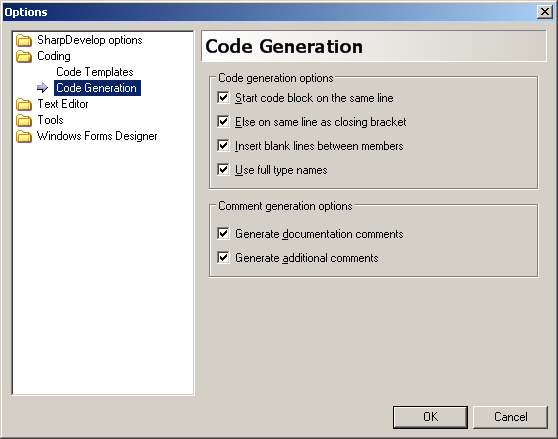 Options
SharpDevelop options
Coding
Code Templates
Code Generation
Text Editor
Tools
Windows Forms Designer
Code Generation
Code generation options
Start code block on the same line
Else on same line as closing bracket
Insert blank lines between members
Use full type names
Comment generation options
Generate documentation comments
Generate additional comments
OK
Cancel